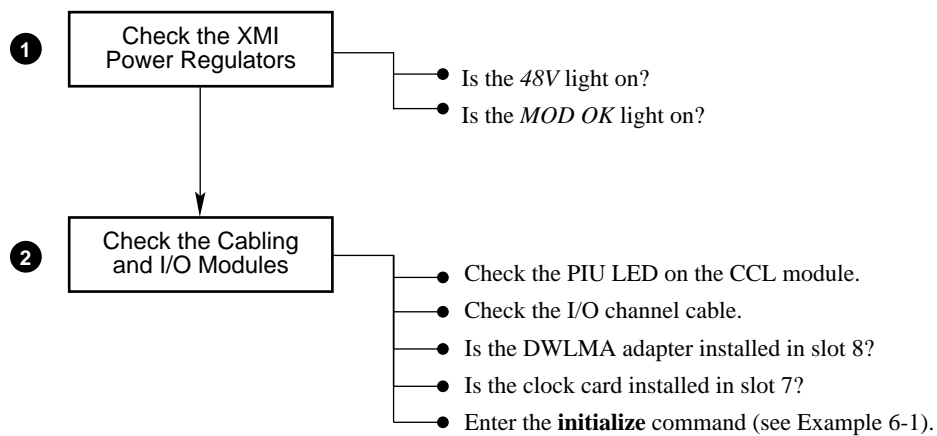 1
Check the XMI
Power Regulators
Is the 48V light on?
Is the MOD OK light on?
2
Check the Cabling
and I/O Modules
Check the PIU LED on the CCL module.
Check the I/O channel cable.
Is the DWLMA adapter installed in slot 8?
Is the clock card installed in slot 7?
Enter the initialize command (see Example 6-1).